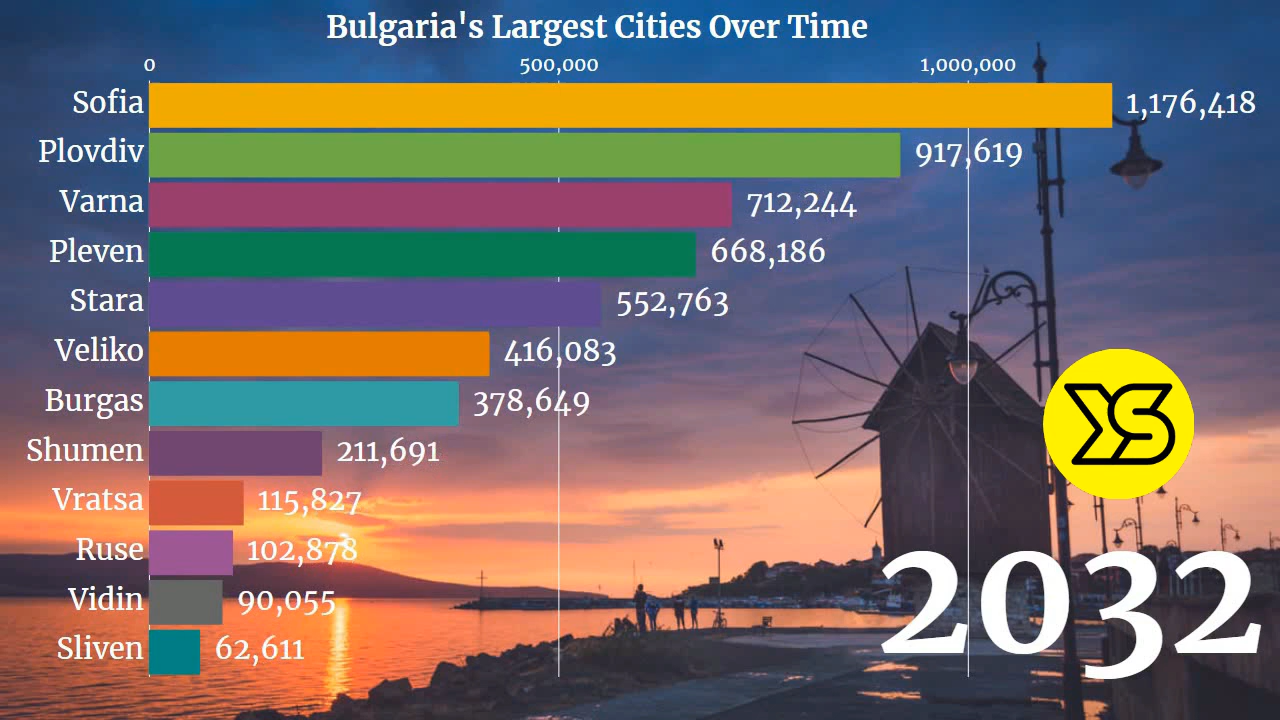 Bulgaria's Largest Cities Over Time
0 500,000 1,000,000
Sofia 1,176,418
Plovdiv 917,619
Varna 712,244
Pleven 668,186
Stara 552,763
Veliko 416,083
Burgas 378,649
Shumen 211,691
Vratsa 115,827
Ruse 102,878
Vidin 90,055
Sliven 62,611
YS
2032